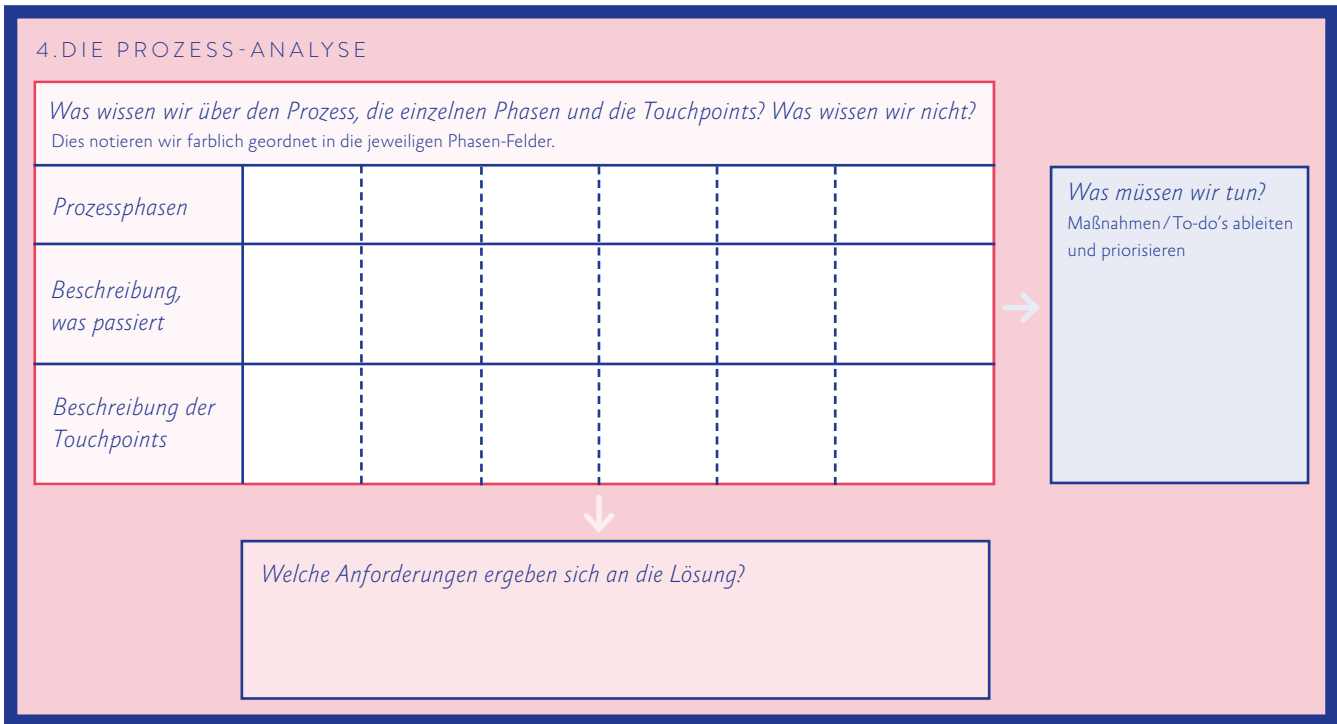 4.DIE PROZESS-ANALYSE
Was wissen wir über den Prozess, die einzelnen Phasen und die Touchpoints? Was wissen wir nicht?
Dies notieren wir farblich geordnet in die jeweiligen Phasen-Felder.
Prozessphasen
Beschreibung,
was passiert
Beschreibung der
Touchpoints
Was müssen wir tun?
Maßnahmen/To-do's ableiten
und priorisieren
Welche Anforderungen ergeben sich an die Lösung?